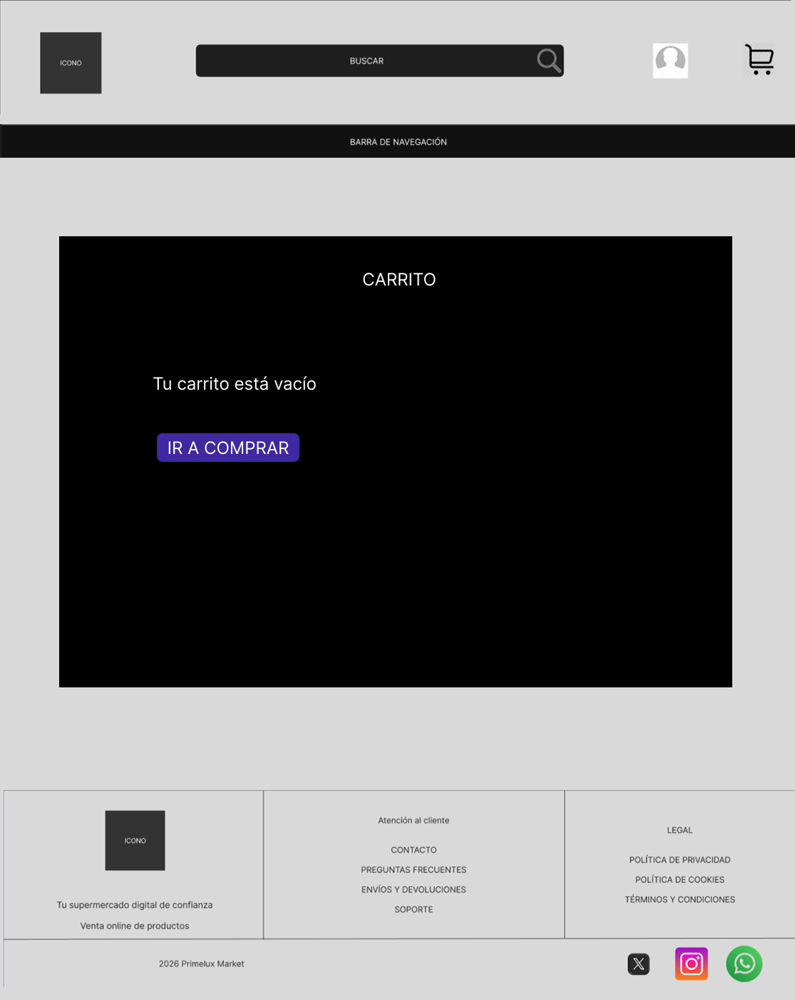 ICONO
BUSCAR
BARRA DE NAVEGACIÓN
CARRITO
Tu carrito está vacío
IR A COMPRAR
ICONO
Tu supermercado digital de confianza
Venta online de productos
Atención al cliente
CONTACTO
PREGUNTAS FRECUENTES
ENVÍOS Y DEVOLUCIONES
SOPORTE
LEGAL
POLÍTICA DE PRIVACIDAD
POLÍTICA DE COOKIES
TÉRMINOS Y CONDICIONES
2026 Primelux Market